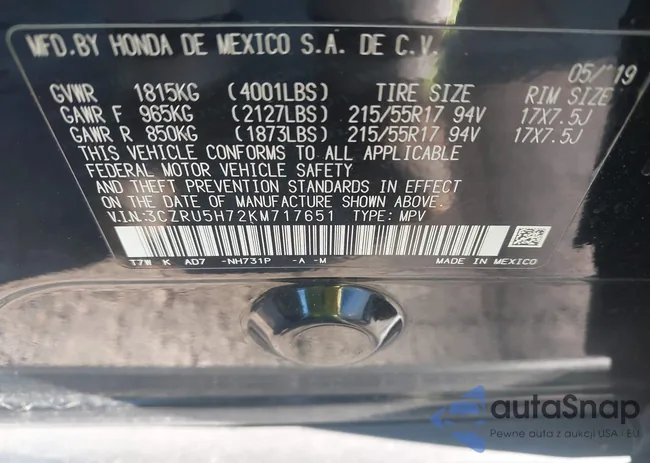 MFD.BY HONDA DE MEXICO S.A. DE C.V.
05/'19
GVWR 1815KG (4001LBS) TIRE SIZE RIM SIZE
GAWR F 965KG (2127LBS) 215/55R17 94V 17X7.5J
GAWR R 850KG (1873LBS) 215/55R17 94V 17X7.5J
THIS VEHICLE CONFORMS TO ALL APPLICABLE
FEDERAL MOTOR VEHICLE SAFETY
AND THEFT PREVENTION STANDARDS IN EFFECT
ON THE DATE OF MANUFACTURE SHOWN ABOVE.
V.I.N:3CZRU5H72KM717651 TYPE: MPV
T7W K AD7 -NH731P -A -M MADE IN MEXICO
autaSnap
Pewne auta z aukcji USA i EU